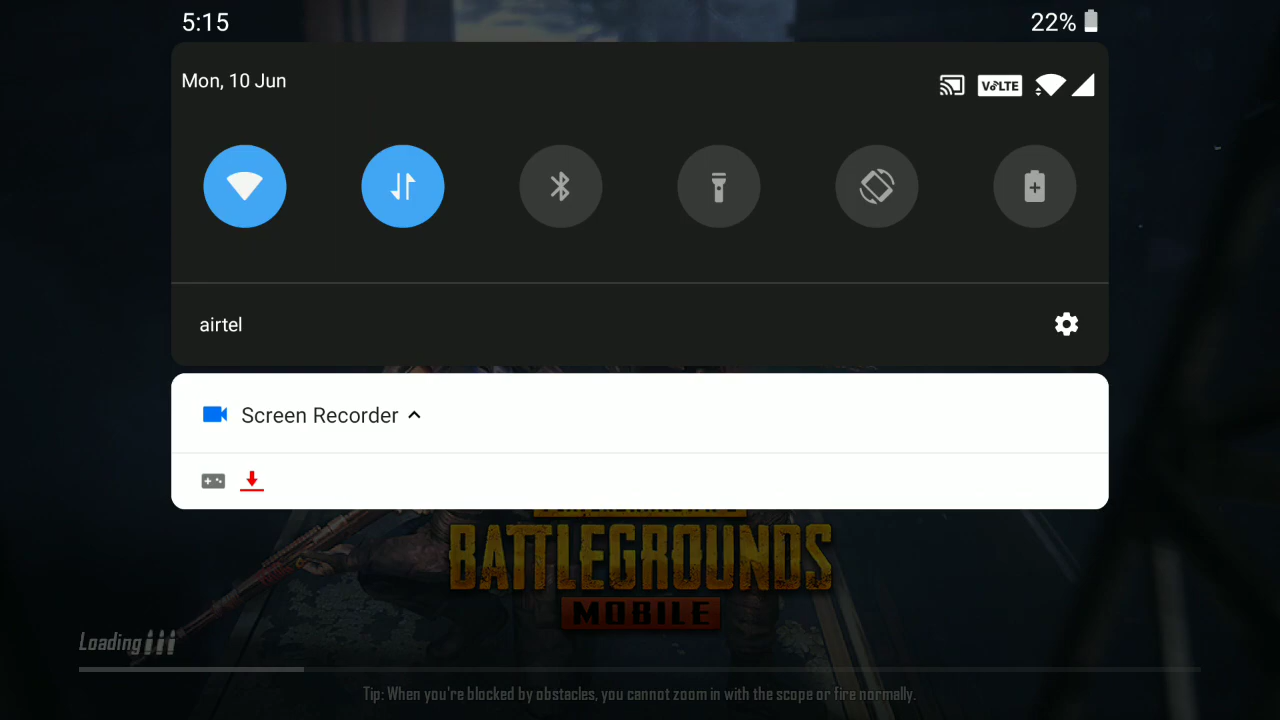 5:15
22%
Mon, 10 Jun
VoLTE
airtel
Screen Recorder
BATTLEGROUNDS
MOBILE
Loading
Tip: When you're blocked by obstacles, you cannot zoom in with the scope or fire normally.